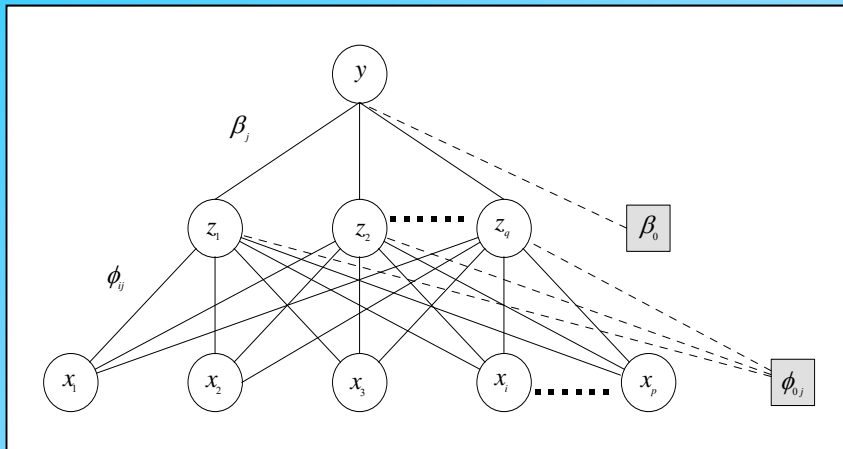 y
β_j
z_1 z_2 ...... z_q β_0
ϕ_ij
x_1 x_2 x_3 x_i ...... x_p ϕ_0j